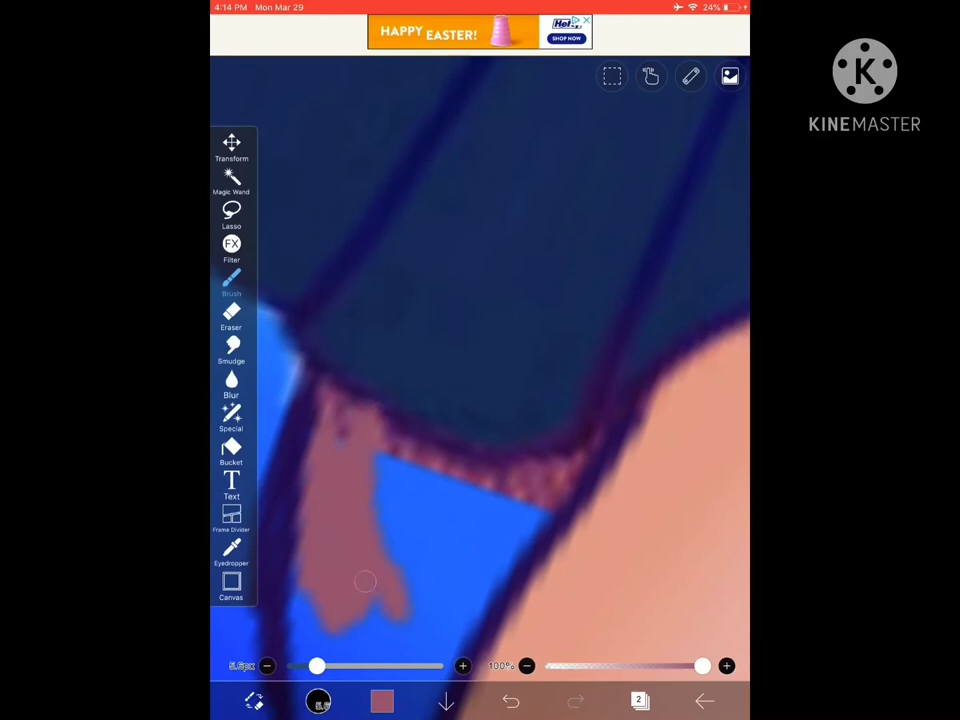 4:14 PM Mon Mar 29
24%
HAPPY EASTER!
SHOP NOW
K
KINEMASTER
Transform
Magic Wand
Lasso
FX
Filter
Brush
Eraser
Smudge
Blur
Special
Bucket
T
Text
Frame Divider
Eyedropper
Canvas
100%
2